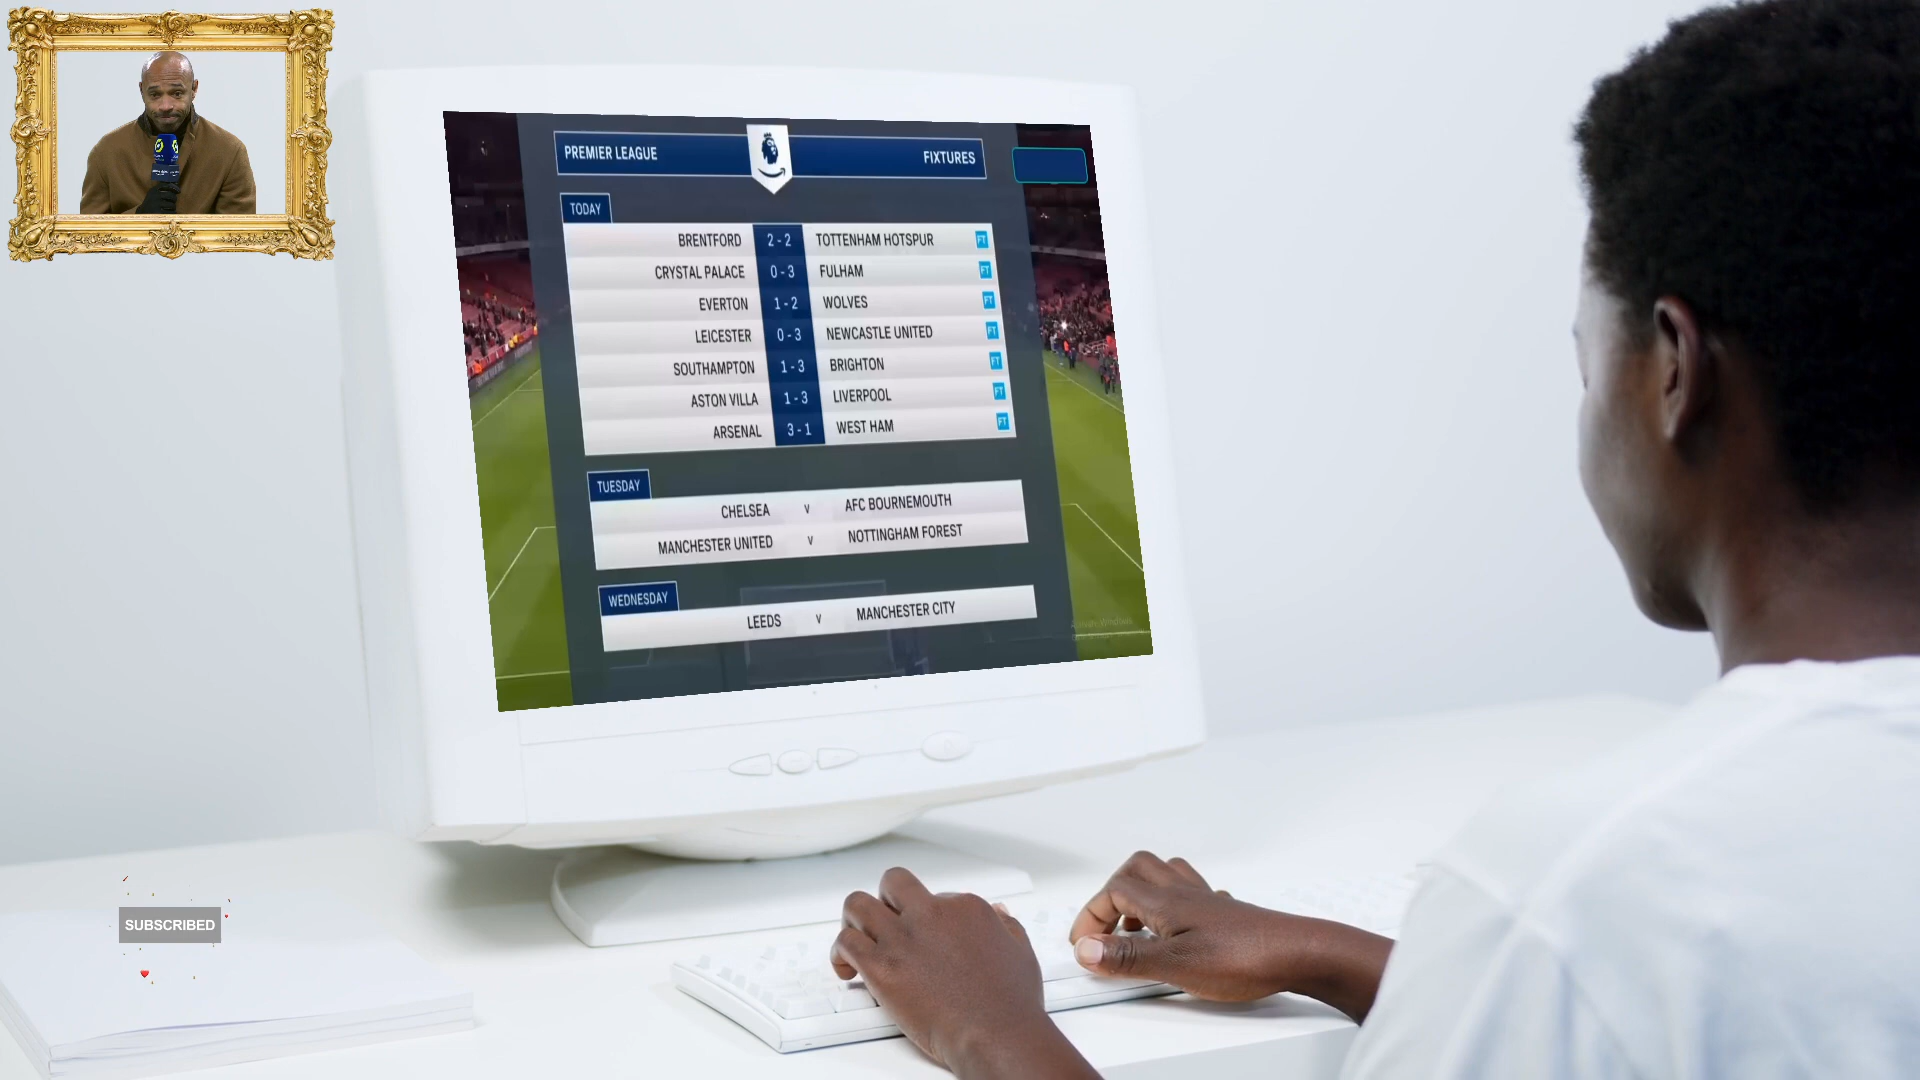 PREMIER LEAGUE FIXTURES
TODAY
BRENTFORD 2 - 2 TOTTENHAM HOTSPUR FT
CRYSTAL PALACE 0 - 3 FULHAM FT
EVERTON 1 - 2 WOLVES FT
LEICESTER 0 - 3 NEWCASTLE UNITED FT
SOUTHAMPTON 1 - 3 BRIGHTON FT
ASTON VILLA 1 - 3 LIVERPOOL FT
ARSENAL 3 - 1 WEST HAM FT
TUESDAY
CHELSEA V AFC BOURNEMOUTH
MANCHESTER UNITED V NOTTINGHAM FOREST
WEDNESDAY
LEEDS V MANCHESTER CITY
SUBSCRIBED